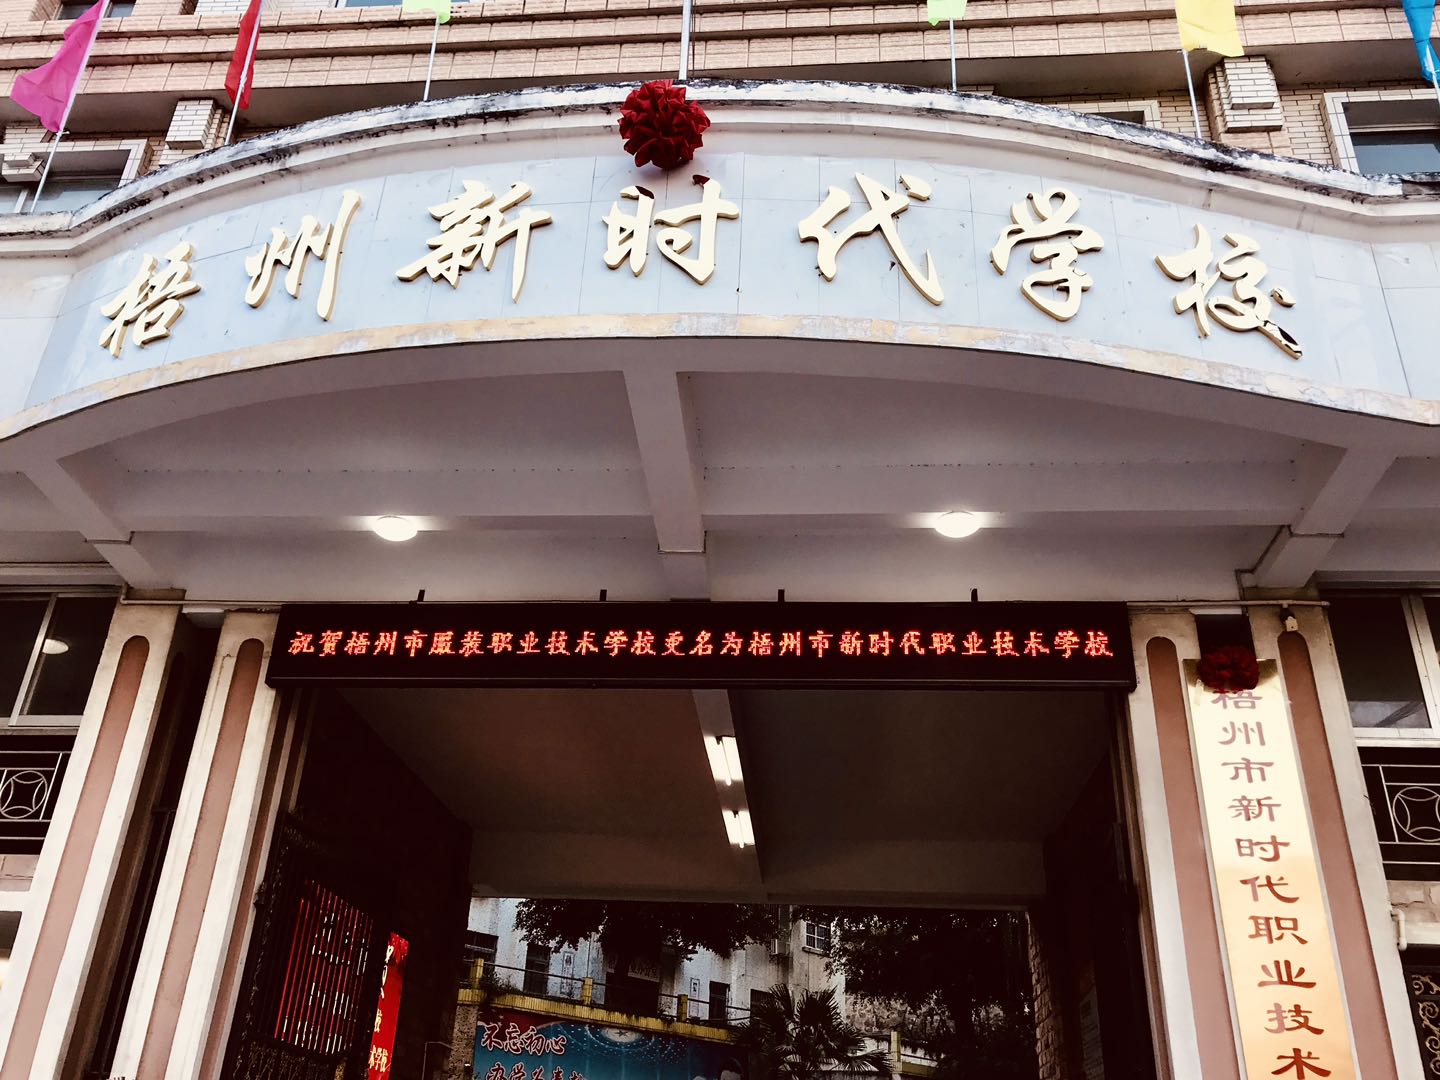 梧州新时代学校
祝贺梧州市服装职业技术学校更名为梧州市新时代职业技术学校
梧州市新时代职业技术
不忘初心